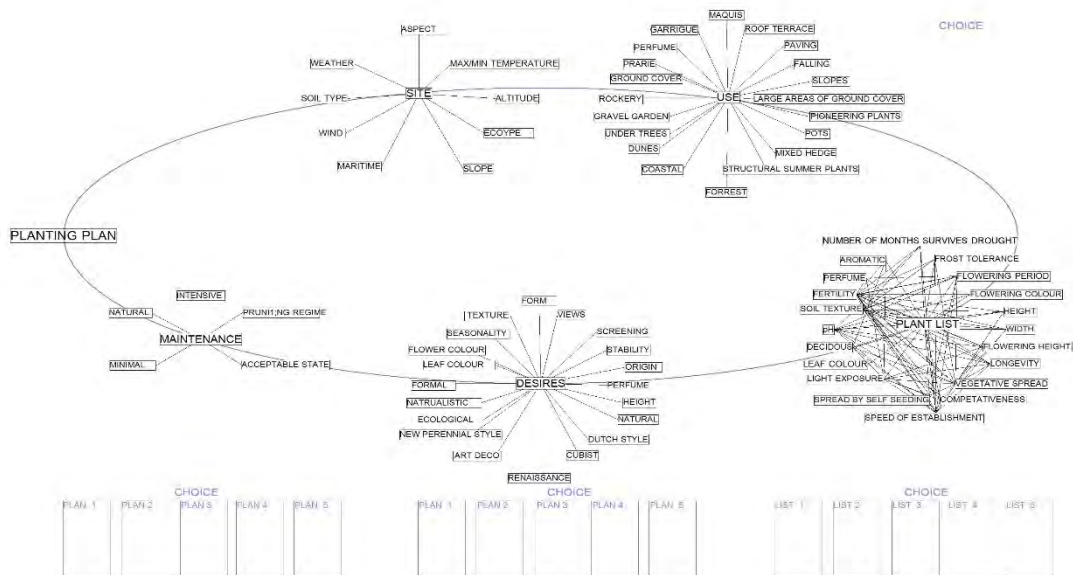 MAQUIS
ASPECT
GARRIGUE
ROOF TERRACE
CHOICE
PERFUME
PAVING
WEATHER
MAX/MIN TEMPERATURE
PRARIE
FALLING
GROUND COVER
SLOPES
SITE
USE
SOIL TYPE
ALTITUDE
ROCKERY
LARGE AREAS OF GROUND COVER
GRAVEL GARDEN
PIONEERING PLANTS
WIND
ECOYPE
UNDER TREES
POTS
DUNES
MIXED HEDGE
MARITIME
SLOPE
COASTAL
STRUCTURAL SUMMER PLANTS
FORREST
PLANTING PLAN
NUMBER OF MONTHS SURVIVES DROUGHT
AROMATIC
FROST TOLERANCE
PERFUME
FLOWERING PERIOD
FERTILITY
FLOWERING COLOUR
SOIL TEXTURE
HEIGHT
PLANT LIST
PH
WIDTH
DECIDOUS
FLOWERING HEIGHT
LEAF COLOUR
LONGEVITY
LIGHT EXPOSURE
VEGETATIVE SPREAD
SPREAD BY SELF SEEDING
COMPETATIVENESS
SPEED OF ESTABLISHMENT
INTENSIVE
NATURAL
PRUNI1;NG REGIME
MAINTENANCE
MINIMAL
ACCEPTABLE STATE
FORM
TEXTURE
VIEWS
SEASONALITY
SCREENING
FLOWER COLOUR
STABILITY
LEAF COLOUR
ORIGIN
FORMAL
DESIRES
PERFUME
NATRUALISTIC
HEIGHT
ECOLOGICAL
NATURAL
NEW PERENNIAL STYLE
DUTCH STYLE
ART DECO
CUBIST
RENAISSANCE
CHOICE
PLAN 1
PLAN 2
PLAN 3
PLAN 4
PLAN 5
CHOICE
PLAN 1
PLAN 2
PLAN 3
PLAN 4
PLAN 5
CHOICE
LIST 1
LIST 2
LIST 3
LIST 4
LIST 5